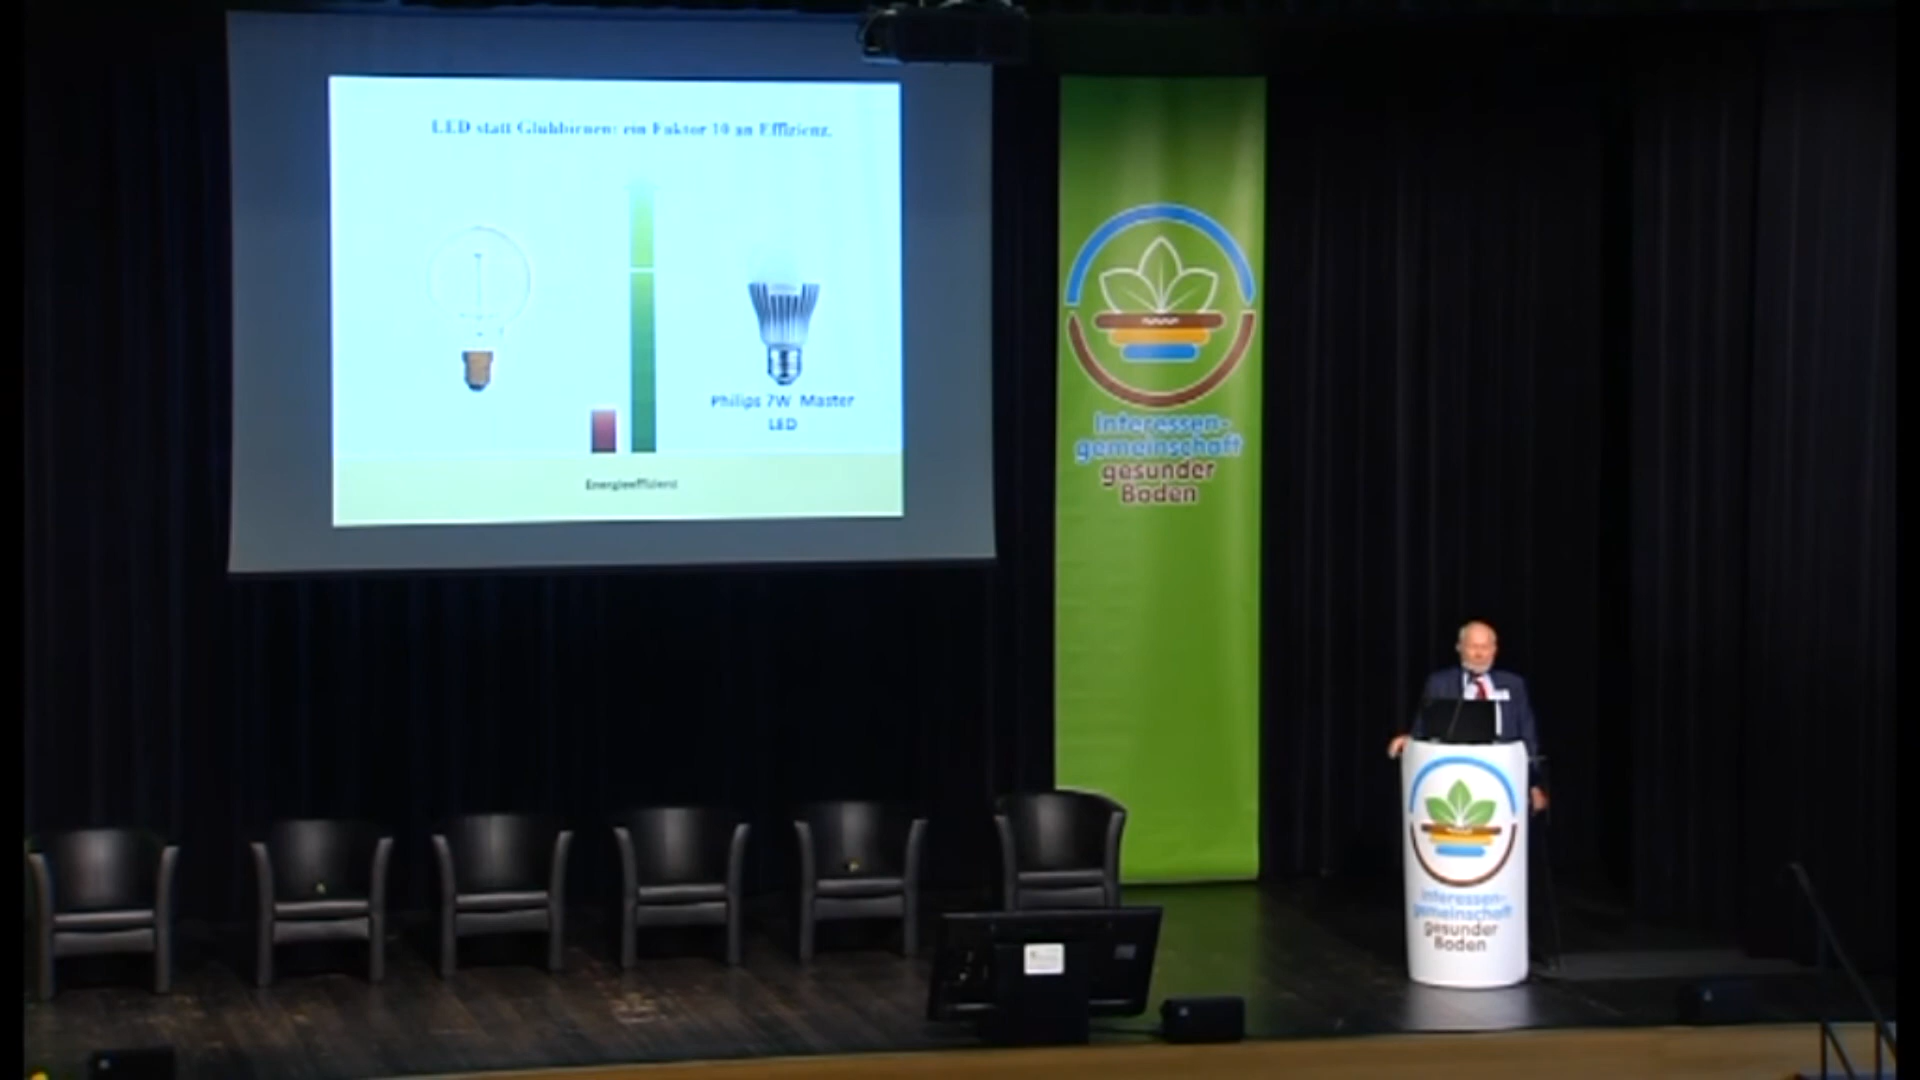 LED statt Glühbirnen: ein Faktor 10 an Effizienz.
Philips 7W Master
LED
Energieeffizienz
Interessen-
gemeinschaft
gesunder
Boden
interessen-
gemeinschaft
gesunder
Boden